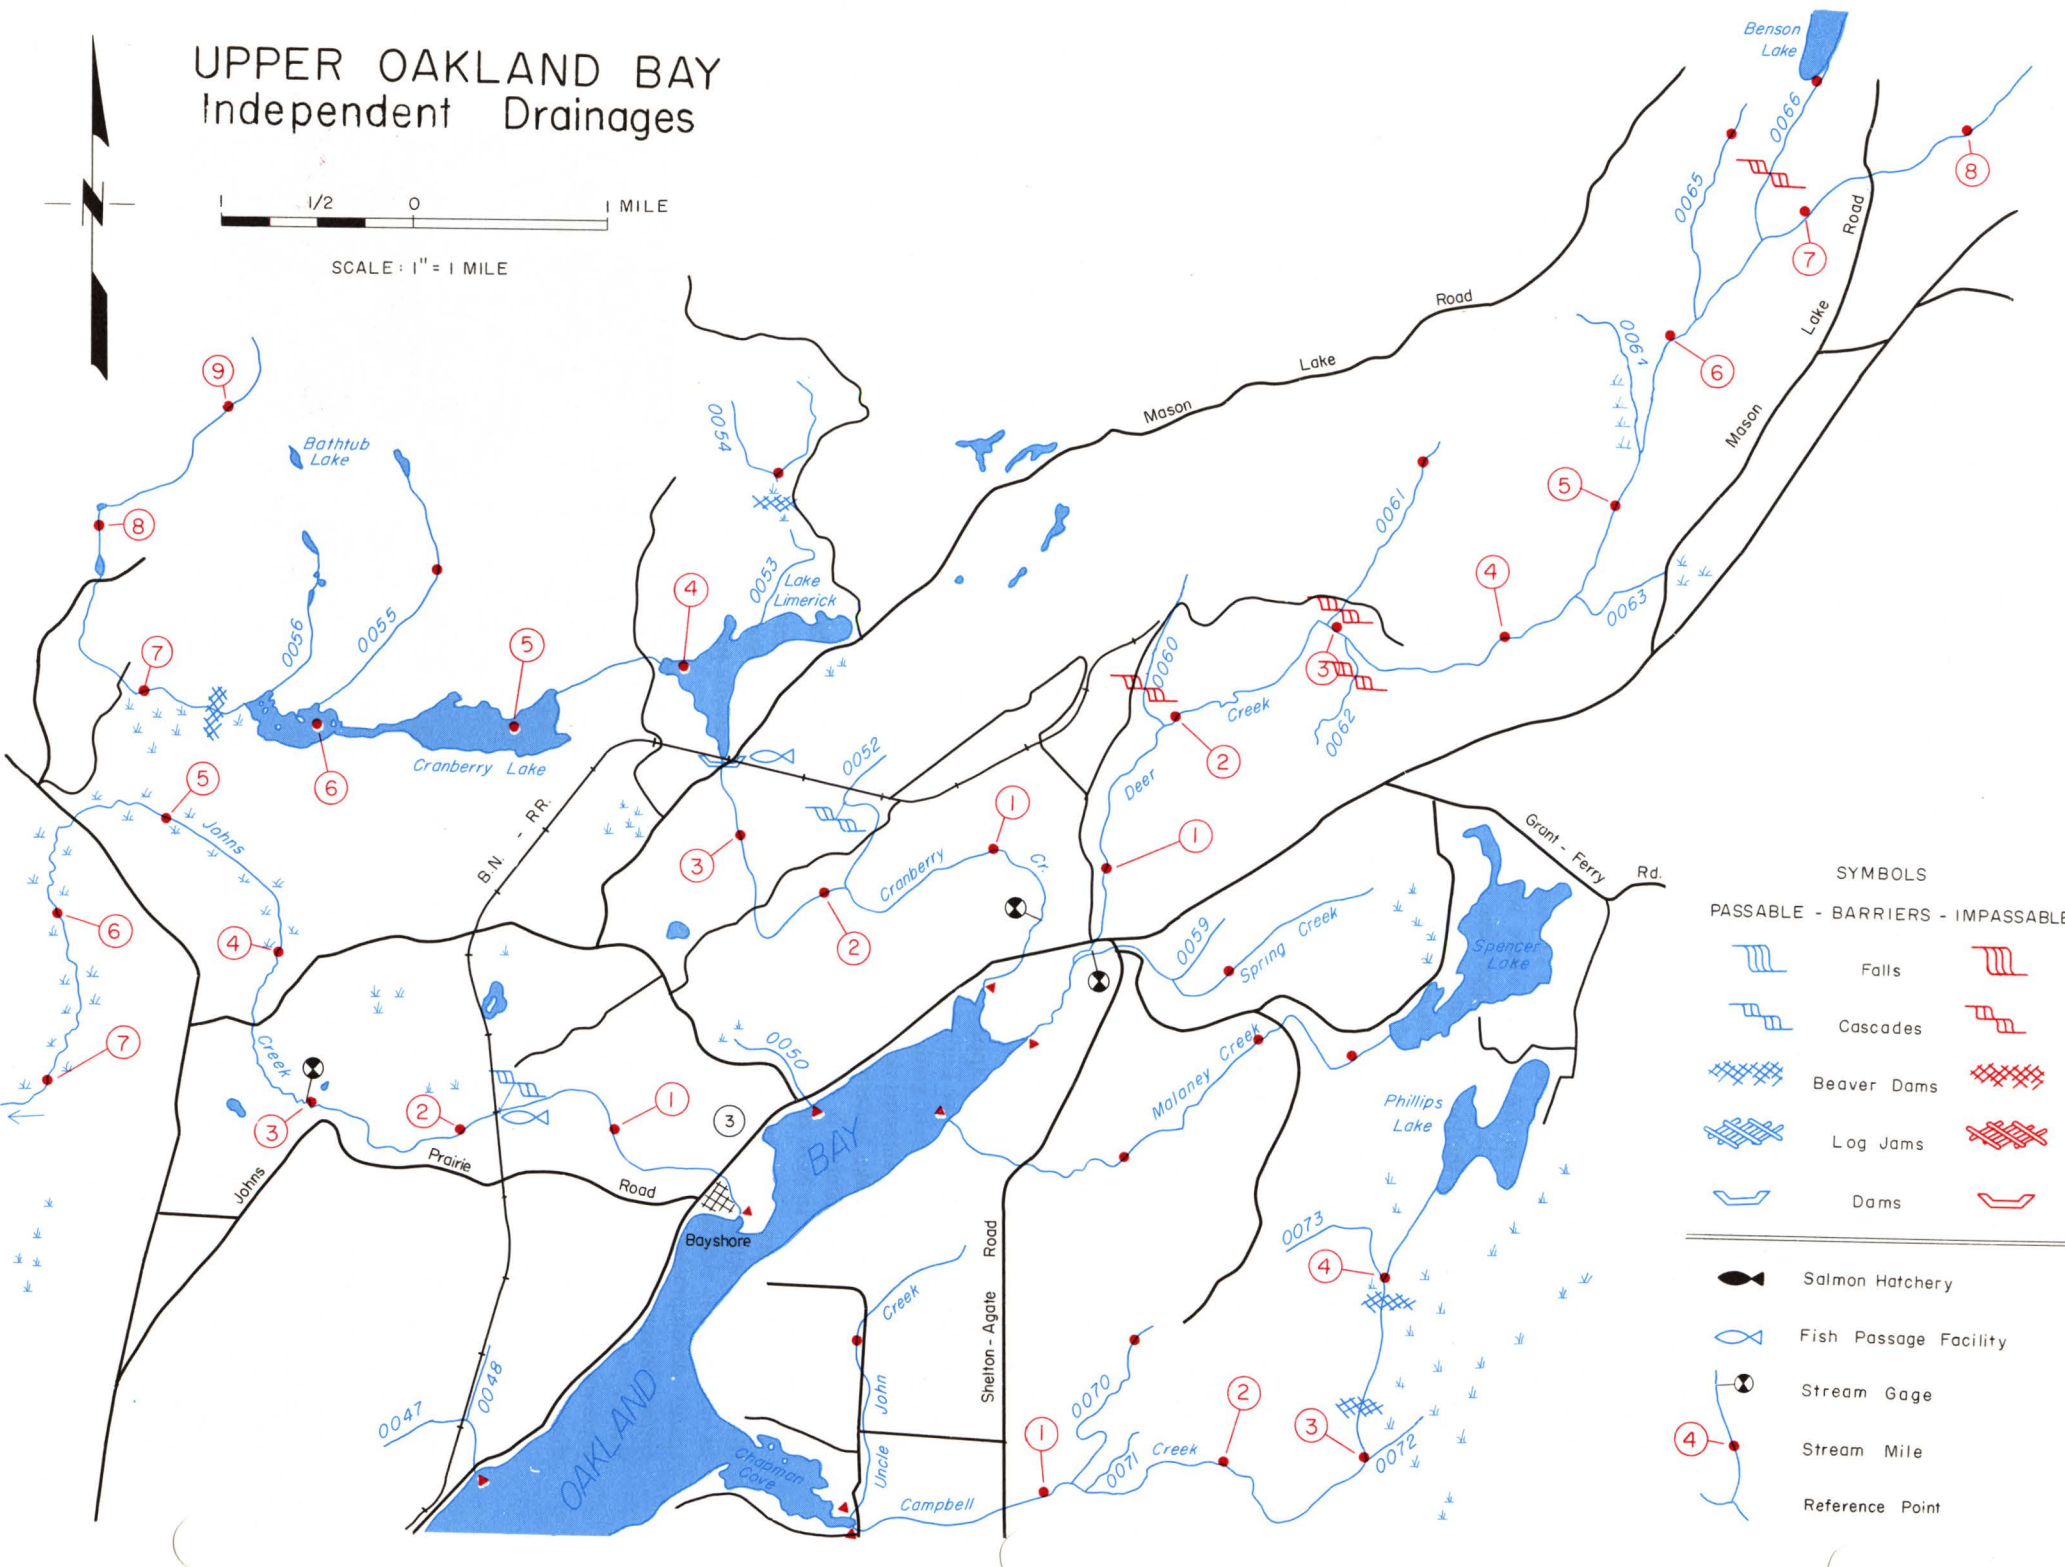 UPPER OAKLAND BAY
Independent Drainages
N
1 1/2 0 1 MILE
SCALE: 1" = 1 MILE
Benson
Lake
0066
0065
8
7
Road
Lake
Mason
6
0064
5
4
0063
Road
Lake
Mason
0061
3
0062
0060
2
Creek
Deer
1
9
Bathtub
Lake
8
7
0056
0055
5
6
Cranberry Lake
0054
0053
Lake
Limerick
4
0052
3
2
1
Cranberry
Cr.
B.N. - RR.
5
Johns
6
4
7
Creek
3
2
1
3
Johns
Prairie
Road
Bayshore
0050
BAY
OAKLAND
0059
Spring Creek
Grant - Ferry
Rd.
Spencer
Lake
Malaney Creek
Phillips
Lake
0073
4
3
0072
2
1
0070
0071
Creek
Campbell
Shelton - Agate Road
Creek
John
Uncle
Chapman
Cove
0047
0048
SYMBOLS
PASSABLE - BARRIERS - IMPASSABLE
Falls
Cascades
Beaver Dams
Log Jams
Dams
Salmon Hatchery
Fish Passage Facility
Stream Gage
4
Stream Mile
Reference Point